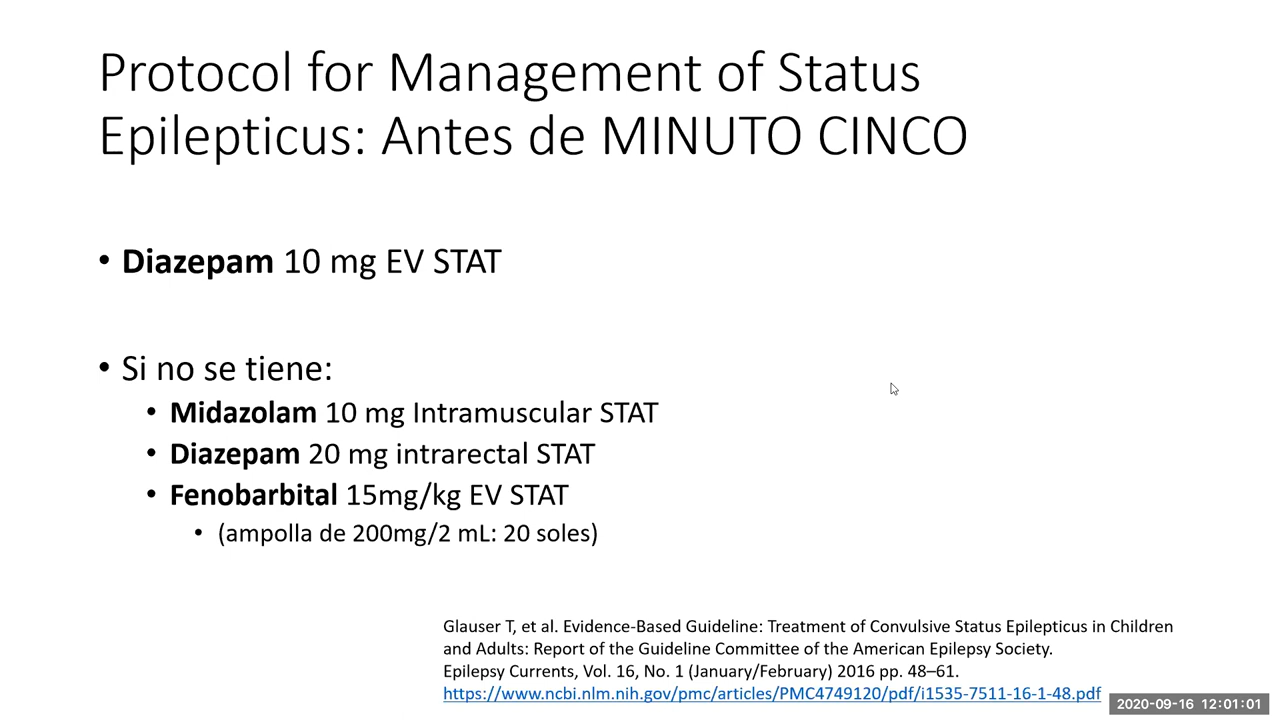 Protocol for Management of Status
Epilepticus: Antes de MINUTO CINCO
• Diazepam 10 mg EV STAT
• Si no se tiene:
• Midazolam 10 mg Intramuscular STAT
• Diazepam 20 mg intrarectal STAT
• Fenobarbital 15mg/kg EV STAT
• (ampolla de 200mg/2 mL: 20 soles)
Glauser T, et al. Evidence-Based Guideline: Treatment of Convulsive Status Epilepticus in Children
and Adults: Report of the Guideline Committee of the American Epilepsy Society.
Epilepsy Currents, Vol. 16, No. 1 (January/February) 2016 pp. 48–61.
https://www.ncbi.nlm.nih.gov/pmc/articles/PMC4749120/pdf/i1535-7511-16-1-48.pdf
2020-09-16 12:01:01